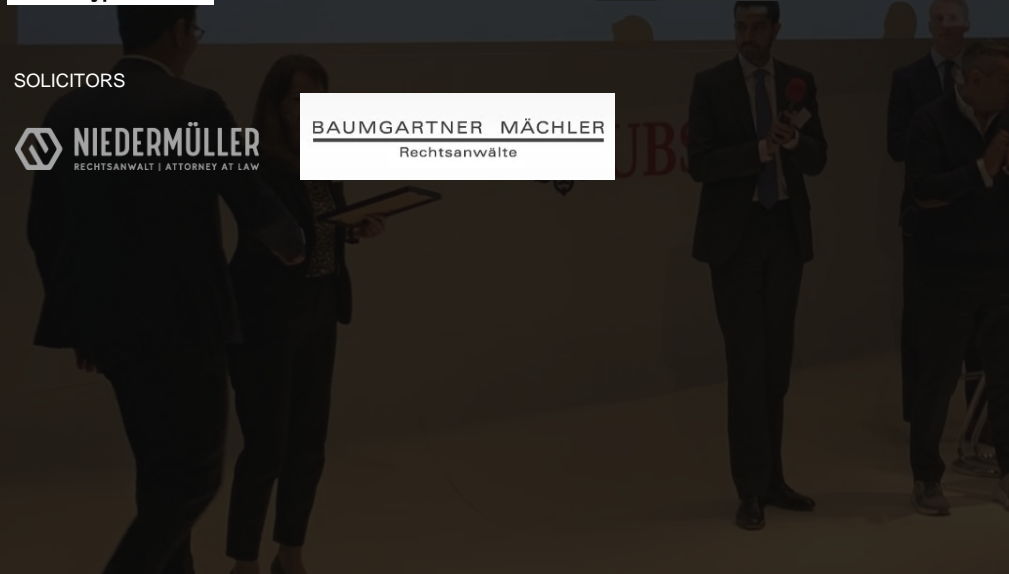 SOLICITORS
NIEDERMÜLLER
RECHTSANWALT | ATTORNEY AT LAW
BAUMGARTNER MÄCHLER
Rechtsanwälte
UBS